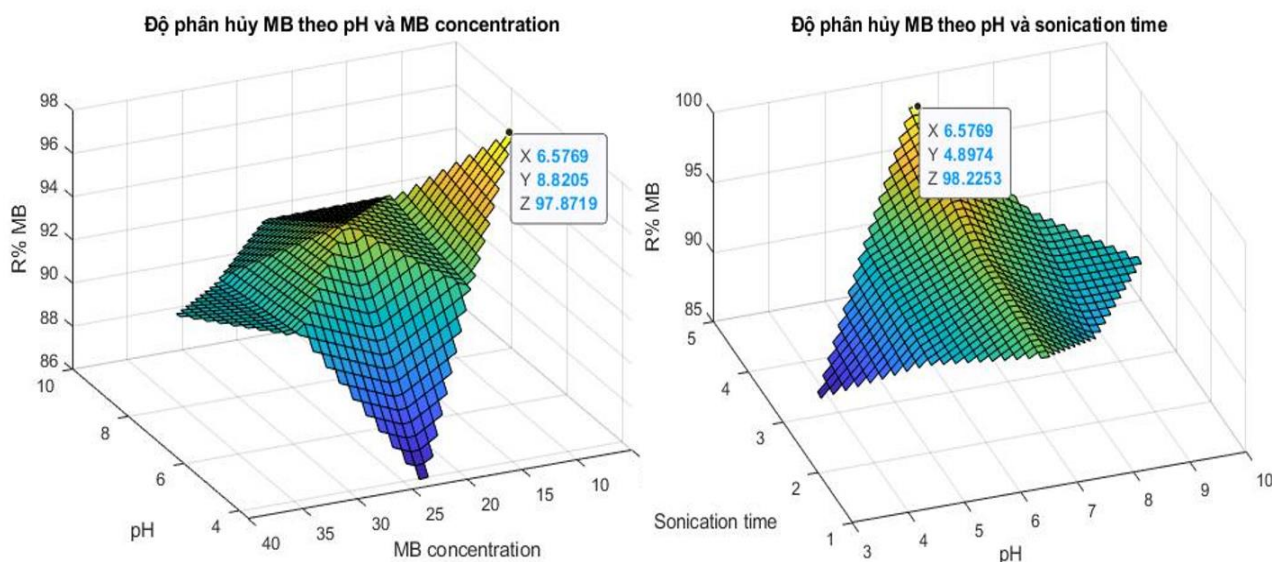 Độ phân hủy MB theo pH và MB concentration
98
96
94
92
90
88
86
R% MB
X 6.5769
Y 8.8205
Z 97.8719
10
8
6
4
pH
40
35
30
25
20
15
10
MB concentration
Độ phân hủy MB theo pH và sonication time
100
95
90
85
R% MB
X 6.5769
Y 4.8974
Z 98.2253
5
4
3
2
1
Sonication time
3
4
5
6
7
8
9
10
pH